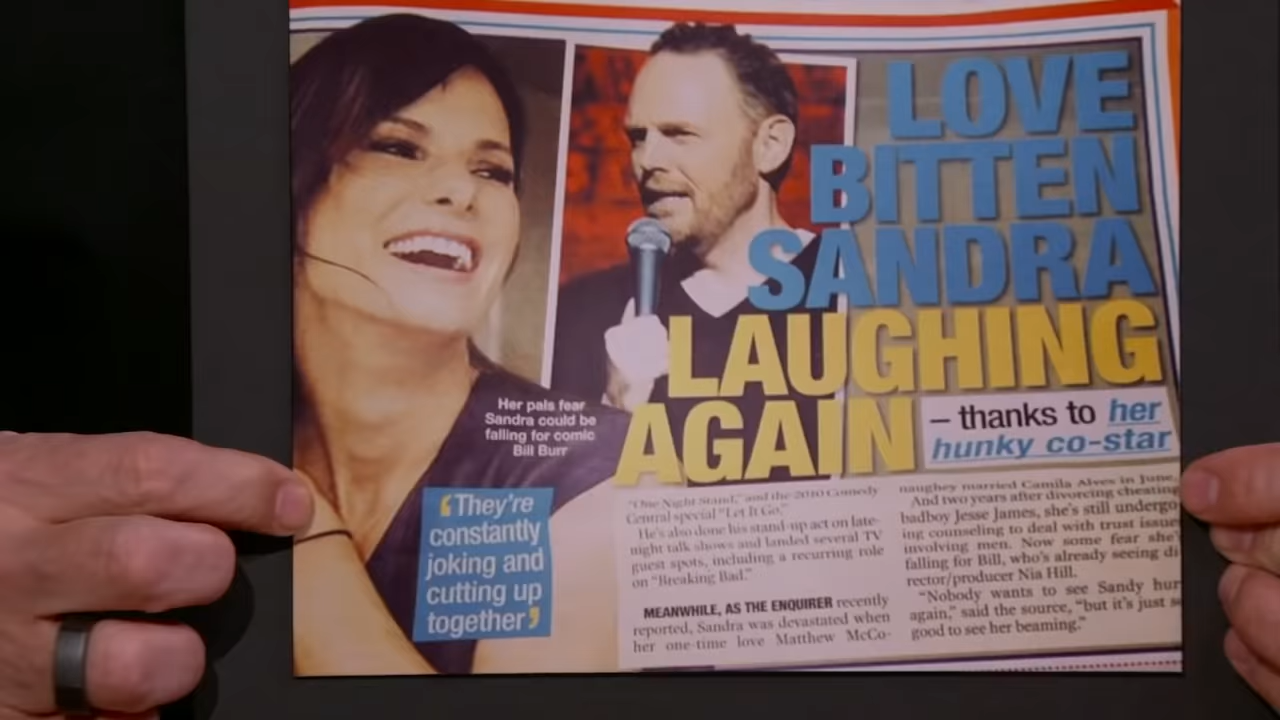 LOVE
BITTEN
SANDRA
LAUGHING
AGAIN
– thanks to her
hunky co-star
Her pals fear
Sandra could be
falling for comic
Bill Burr
‘They're
constantly
joking and
cutting up
together’
"One Night Stand," and the 2010 Comedy
Central special "Let It Go."
He's also done his stand-up act on late-
night talk shows and landed several TV
guest spots, including a recurring role
on "Breaking Bad."
MEANWHILE, AS THE ENQUIRER recently
reported, Sandra was devastated when
her one-time love Matthew McCo-
naughey married Camila Alves in June.
And two years after divorcing cheating
badboy Jesse James, she's still undergo
ing counseling to deal with trust issue
involving men. Now some fear she'
falling for Bill, who's already seeing di
rector/producer Nia Hill.
"Nobody wants to see Sandy hur
again," said the source, "but it's just s
good to see her beaming."